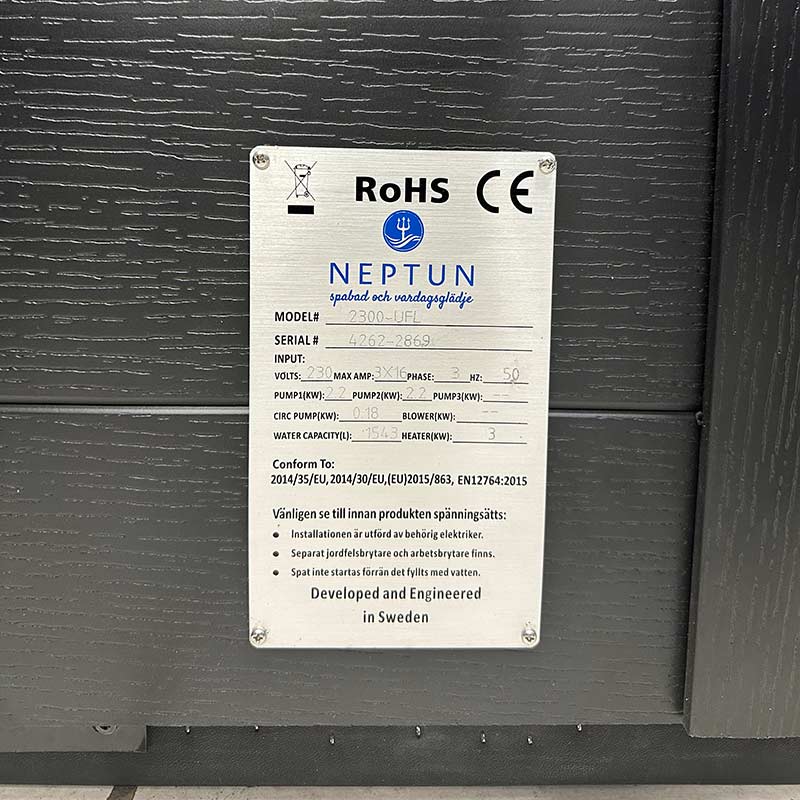 RoHS CE
NEPTUN
spabad och vardagsglädje
MODEL# 2300-UFL
SERIAL# 4262-2869
INPUT:
VOLTS: 230 MAX AMP: 3X16 PHASE: 3 HZ: 50
PUMP1(KW): 2.2 PUMP2(KW): 2.2 PUMP3(KW): --
CIRC PUMP(KW): 0.18 BLOWER(KW): --
WATER CAPACITY(L): 1543 HEATER(KW): 3
Conform To:
2014/35/EU,2014/30/EU,(EU)2015/863, EN12764:2015
Vänligen se till innan produkten spänningsätts:
• Installationen är utförd av behörig elektriker.
• Separat jordfelsbrytare och arbetsbrytare finns.
• Spat inte startas förrän det fyllts med vatten.
Developed and Engineered
in Sweden